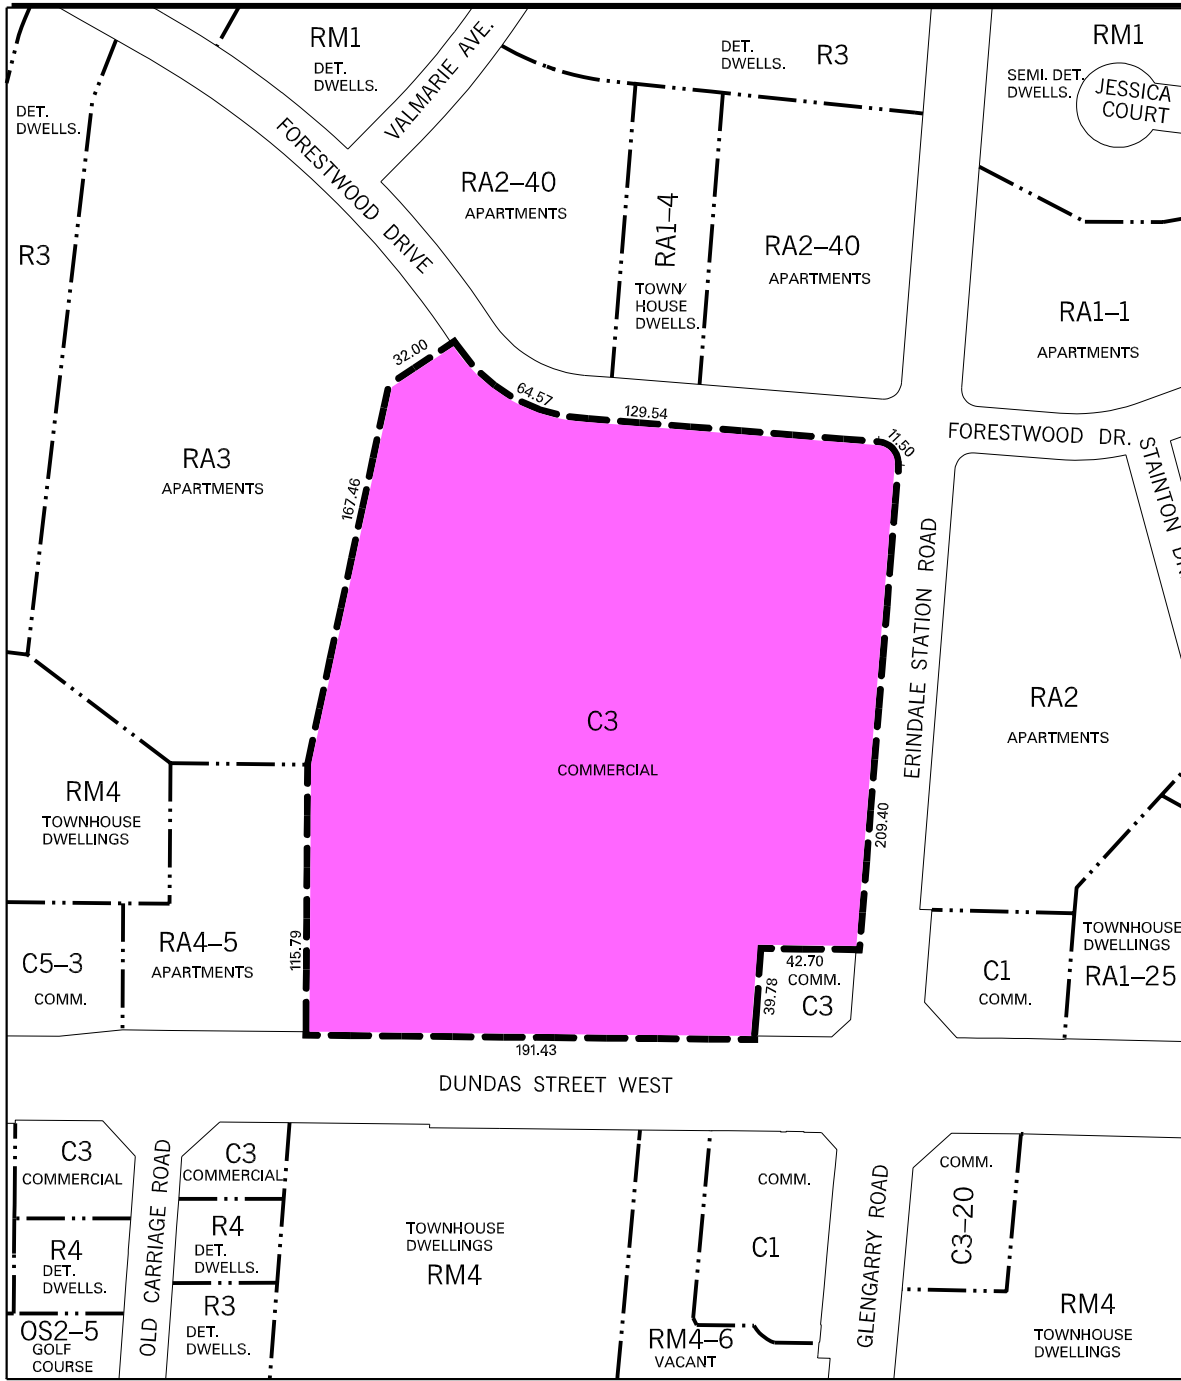 RM1
DET.
DWELLS.
VALMARIE AVE.
DET.
DWELLS.
R3
RM1
SEMI. DET.
DWELLS.
JESSICA
COURT
DET.
DWELLS.
R3
FORESTWOOD DRIVE
RA2-40
APARTMENTS
RA1-4
TOWN/
HOUSE
DWELLS.
RA2-40
APARTMENTS
RA1-1
APARTMENTS
32.00
64.57
129.54
11.50
FORESTWOOD DR.
STAINTON DR.
RA3
APARTMENTS
167.46
ERINDALE STATION ROAD
C3
COMMERCIAL
RA2
APARTMENTS
209.40
RM4
TOWNHOUSE
DWELLINGS
C5-3
COMM.
RA4-5
APARTMENTS
115.79
42.70
COMM.
C3
39.78
C1
COMM.
TOWNHOUSE
DWELLINGS
RA1-25
191.43
DUNDAS STREET WEST
C3
COMMERCIAL
R4
DET.
DWELLS.
OS2-5
GOLF
COURSE
OLD CARRIAGE ROAD
C3
COMMERCIAL
R4
DET.
DWELLS.
R3
DET.
DWELLS.
TOWNHOUSE
DWELLINGS
RM4
RM4-6
VACANT
COMM.
C1
GLENGARRY ROAD
COMM.
C3-20
RM4
TOWNHOUSE
DWELLINGS